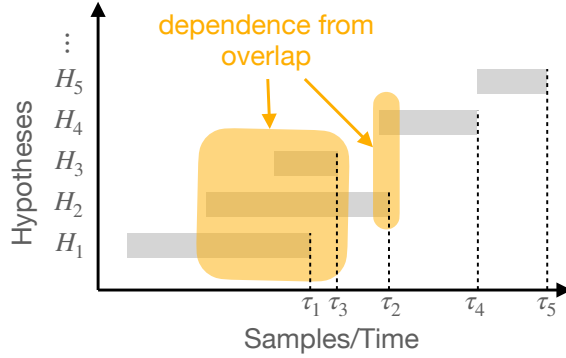 dependence from
overlap
⋮
H₅
H₄
H₃
H₂
H₁
Hypotheses
τ₁ τ₃ τ₂ τ₄ τ₅
Samples/Time